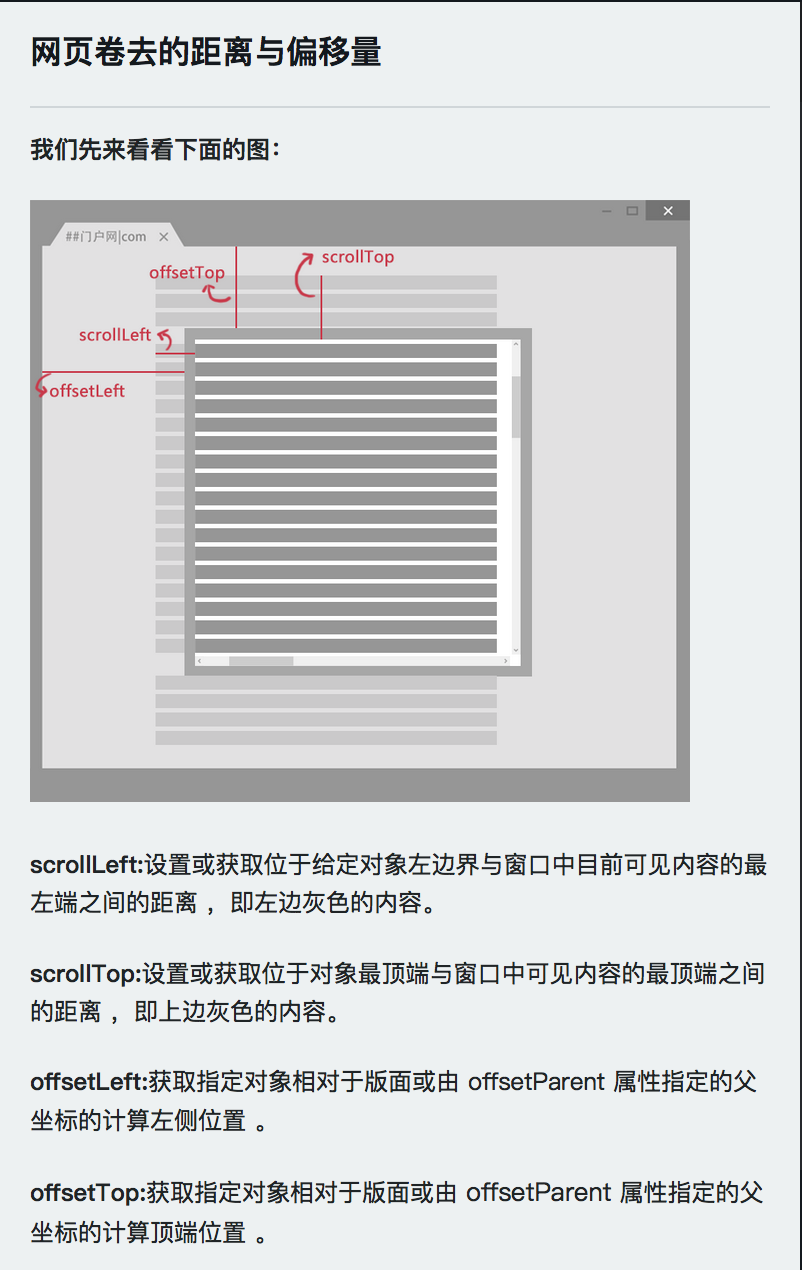 网页卷去的距离与偏移量
我们先来看看下面的图：
##门户网|com
scrollTop
offsetTop
scrollLeft
offsetLeft
scrollLeft:设置或获取位于给定对象左边界与窗口中目前可见内容的最
左端之间的距离 ，即左边灰色的内容。
scrollTop:设置或获取位于对象最顶端与窗口中可见内容的最顶端之间
的距离 ，即上边灰色的内容。
offsetLeft:获取指定对象相对于版面或由 offsetParent 属性指定的父
坐标的计算左侧位置 。
offsetTop:获取指定对象相对于版面或由 offsetParent 属性指定的父
坐标的计算顶端位置 。